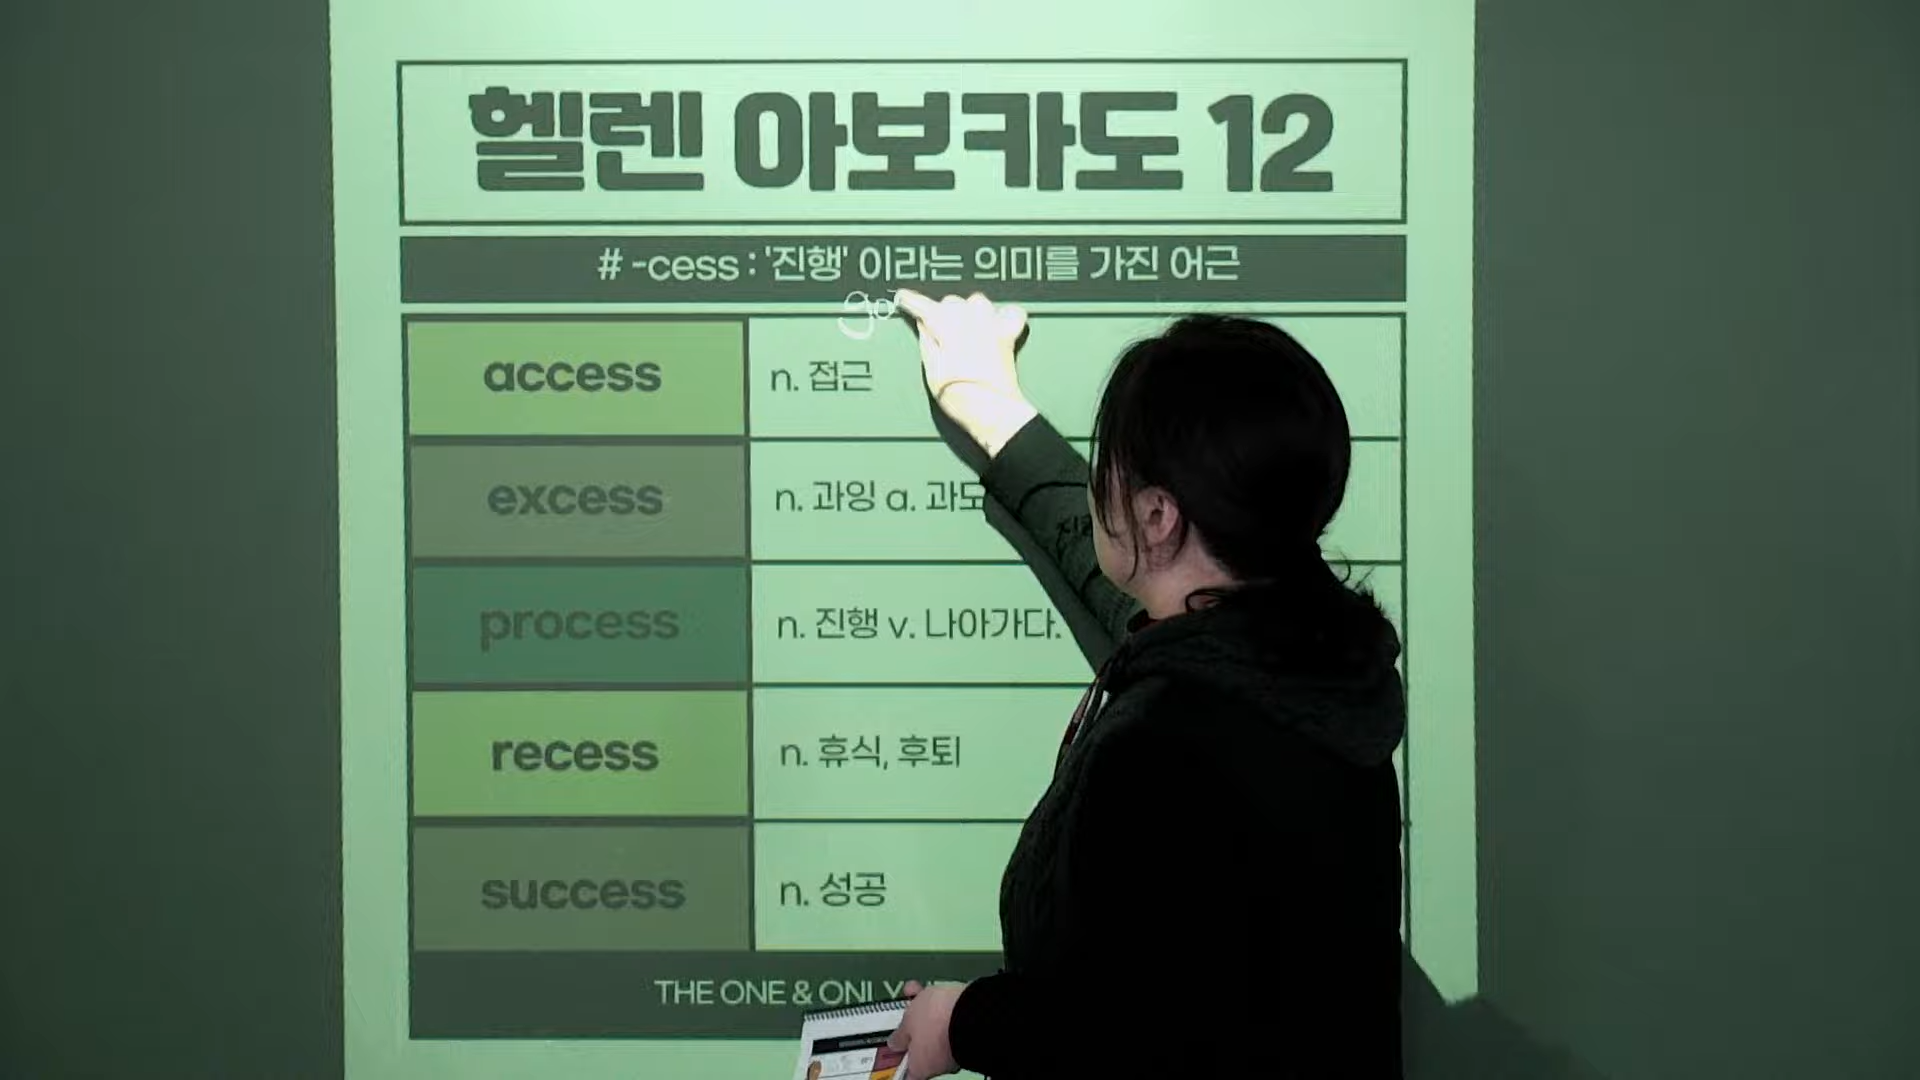 헬렌 아보카도 12
# -cess : '진행' 이라는 의미를 가진 어근
go
access n. 접근
excess n. 과잉 a. 과도
process n. 진행 v. 나아가다.
recess n. 휴식, 후퇴
success n. 성공
THE ONE & ONLY